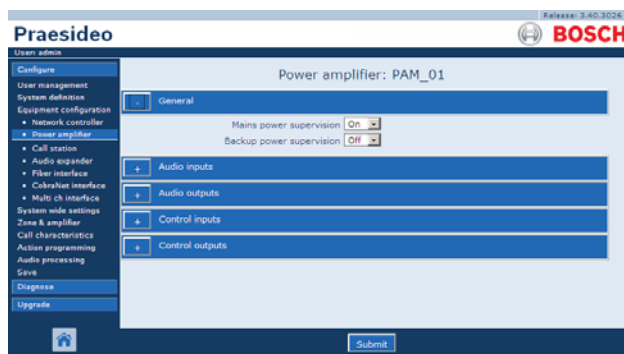 Release: 3.40.3026
Praesideo
BOSCH
User: admin
Configure
User management
System definition
Equipment configuration
• Network controller
• Power amplifier
• Call station
• Audio expander
• Fiber interface
• CobraNet interface
• Multi ch interface
System wide settings
Zone & amplifier
Call characteristics
Action programming
Audio processing
Save
Diagnose
Upgrade
Power amplifier: PAM_01
- General
Mains power supervision On
Backup power supervision Off
+ Audio inputs
+ Audio outputs
+ Control inputs
+ Control outputs
Submit